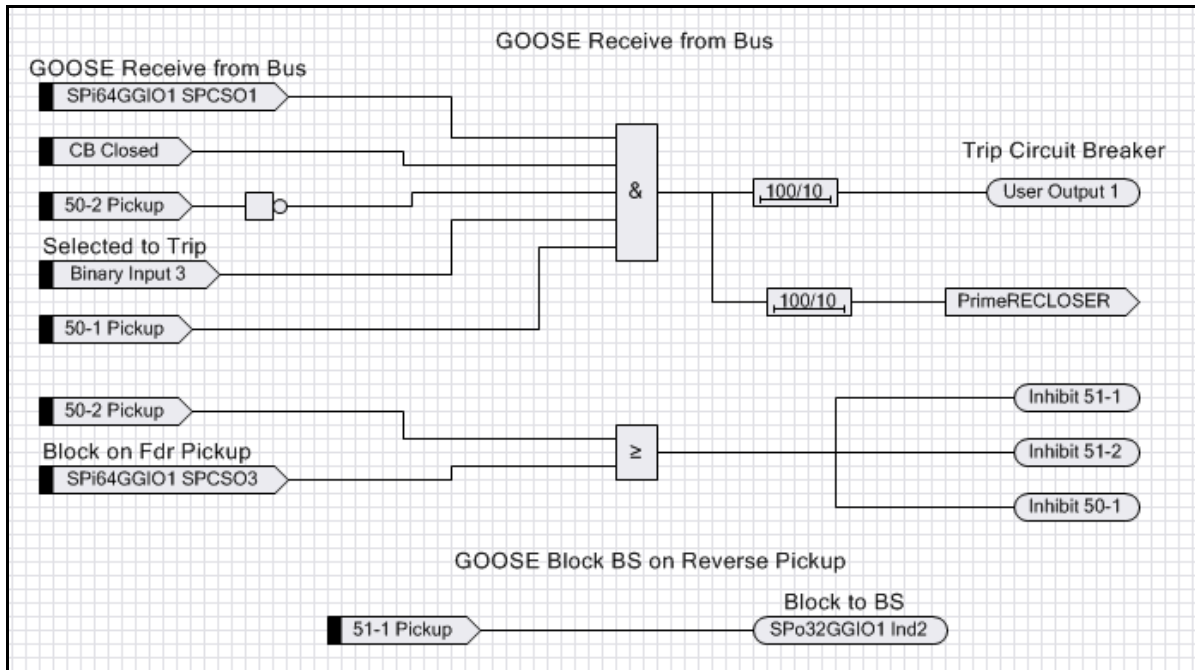 GOOSE Receive from Bus
GOOSE Receive from Bus
SPi64GGIO1 SPCSO1
CB Closed
&
Trip Circuit Breaker
50-2 Pickup
100/10
User Output 1
Selected to Trip
Binary Input 3
50-1 Pickup
100/10
PrimeRECLOSER
50-2 Pickup
Inhibit 51-1
Block on Fdr Pickup
≥
Inhibit 51-2
SPi64GGIO1 SPCSO3
Inhibit 50-1
GOOSE Block BS on Reverse Pickup
Block to BS
51-1 Pickup
SPo32GGIO1 Ind2